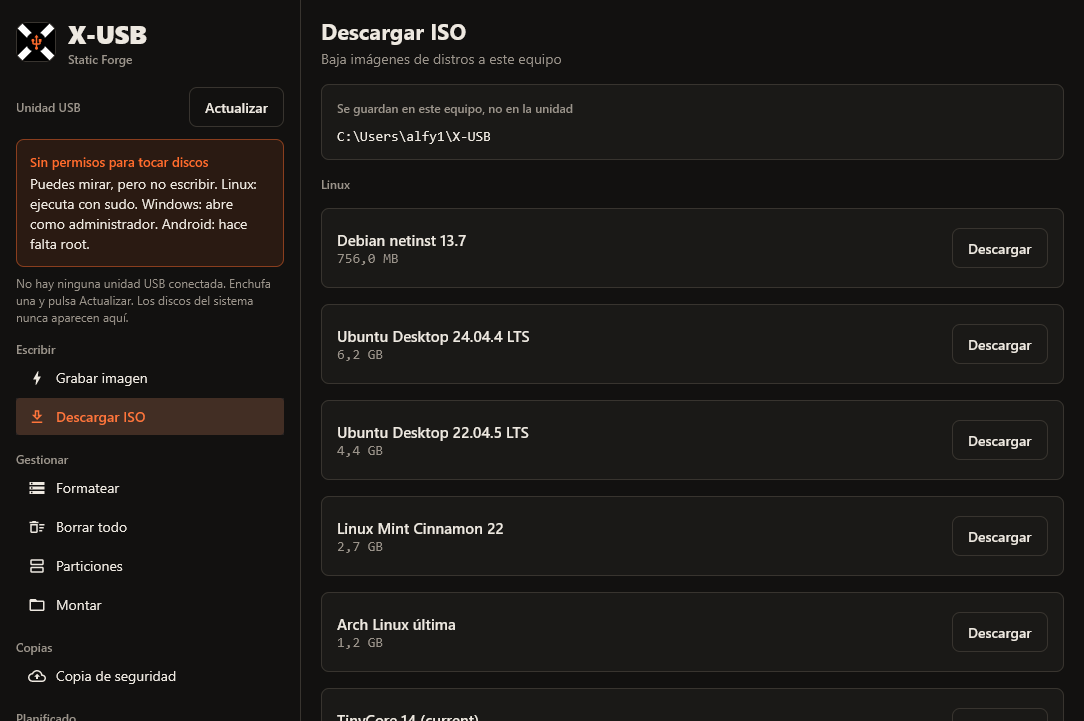 X-USB
Static Forge
Unidad USB
Actualizar
Sin permisos para tocar discos
Puedes mirar, pero no escribir. Linux:
ejecuta con sudo. Windows: abre
como administrador. Android: hace
falta root.
No hay ninguna unidad USB conectada. Enchufa
una y pulsa Actualizar. Los discos del sistema
nunca aparecen aquí.
Escribir
Grabar imagen
Descargar ISO
Gestionar
Formatear
Borrar todo
Particiones
Montar
Copias
Copia de seguridad
Planificado
Descargar ISO
Baja imágenes de distros a este equipo
Se guardan en este equipo, no en la unidad
C:\Users\alfy1\X-USB
Linux
Debian netinst 13.7
756,0 MB
Descargar
Ubuntu Desktop 24.04.4 LTS
6,2 GB
Descargar
Ubuntu Desktop 22.04.5 LTS
4,4 GB
Descargar
Linux Mint Cinnamon 22
2,7 GB
Descargar
Arch Linux última
1,2 GB
Descargar
TinyCore 14 (current)